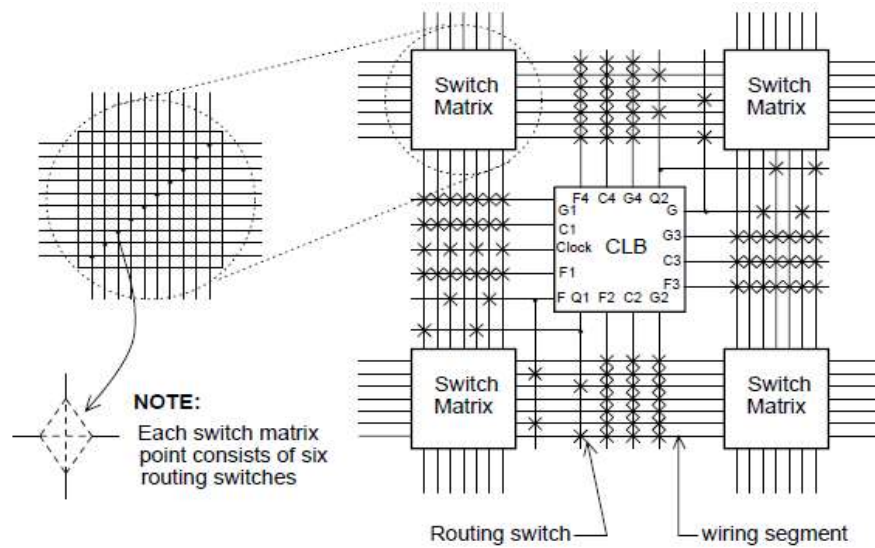 Switch
Matrix
Switch
Matrix
F4 C4 G4 Q2
G1
G
C1
G3
Clock
CLB
C3
F1
F3
F Q1 F2 C2 G2
Switch
Matrix
Switch
Matrix
NOTE:
Each switch matrix
point consists of six
routing switches
Routing switch
wiring segment